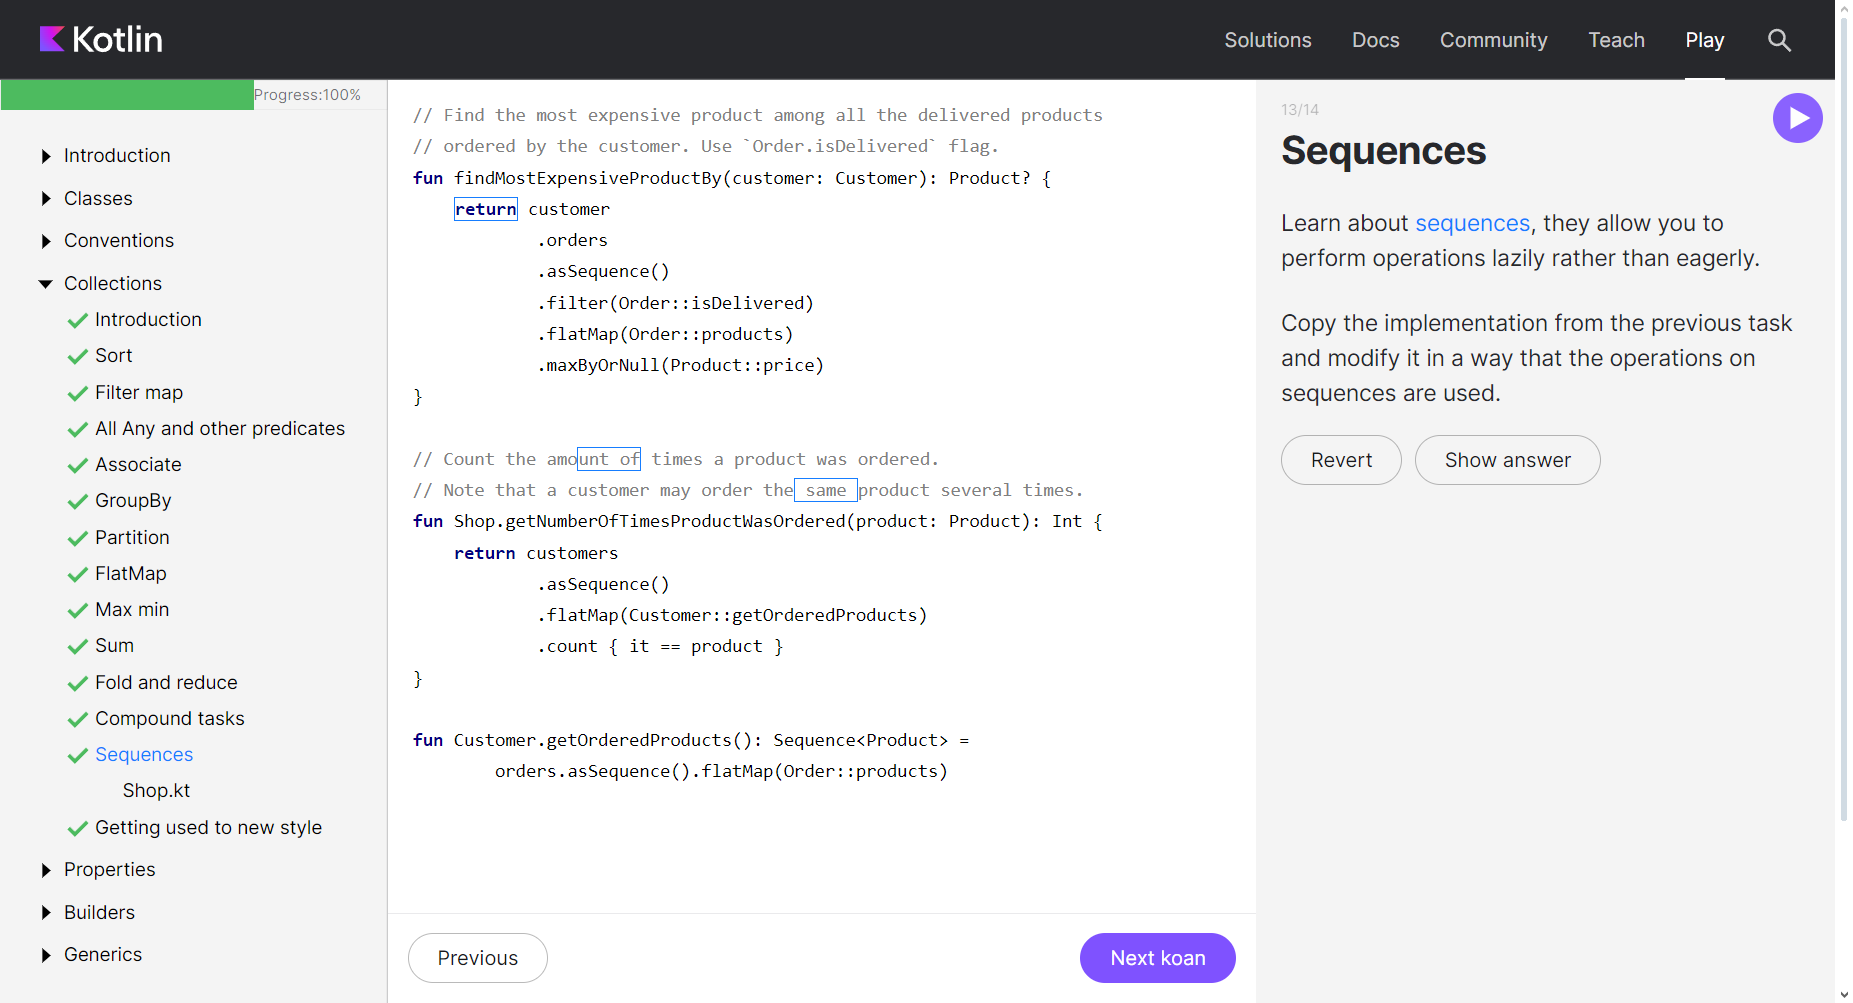 Kotlin
Solutions
Docs
Community
Teach
Play
Progress:100%
Introduction
Classes
Conventions
Collections
Introduction
Sort
Filter map
All Any and other predicates
Associate
GroupBy
Partition
FlatMap
Max min
Sum
Fold and reduce
Compound tasks
Sequences
Shop.kt
Getting used to new style
Properties
Builders
Generics
// Find the most expensive product among all the delivered products
// ordered by the customer. Use `Order.isDelivered` flag.
fun findMostExpensiveProductBy(customer: Customer): Product? {
    return customer
            .orders
            .asSequence()
            .filter(Order::isDelivered)
            .flatMap(Order::products)
            .maxByOrNull(Product::price)
}
// Count the amount of times a product was ordered.
// Note that a customer may order the same product several times.
fun Shop.getNumberOfTimesProductWasOrdered(product: Product): Int {
    return customers
            .asSequence()
            .flatMap(Customer::getOrderedProducts)
            .count { it == product }
}
fun Customer.getOrderedProducts(): Sequence<Product> =
        orders.asSequence().flatMap(Order::products)
Previous
Next koan
13/14
Sequences
Learn about sequences, they allow you to
perform operations lazily rather than eagerly.
Copy the implementation from the previous task
and modify it in a way that the operations on
sequences are used.
Revert
Show answer